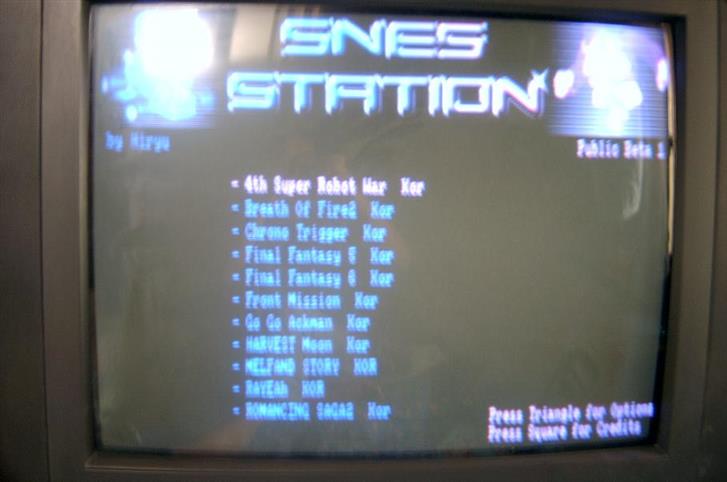 SNES
STATION
by Hiryu
Public Beta 1
- 4th Super Robot War Kor
- Breath Of Fire2 Kor
- Chrono Trigger Kor
- Final Fantasy 5 Kor
- Final Fantasy 6 Kor
- Front Mission Kor
- Go Go Ackman Kor
- HARVEST Moon Kor
- MELFAND STORY KOR
- RAYEAh KOR
- ROMANCING SAGA2 Kor
Press Triangle for Options
Press Square for Credits